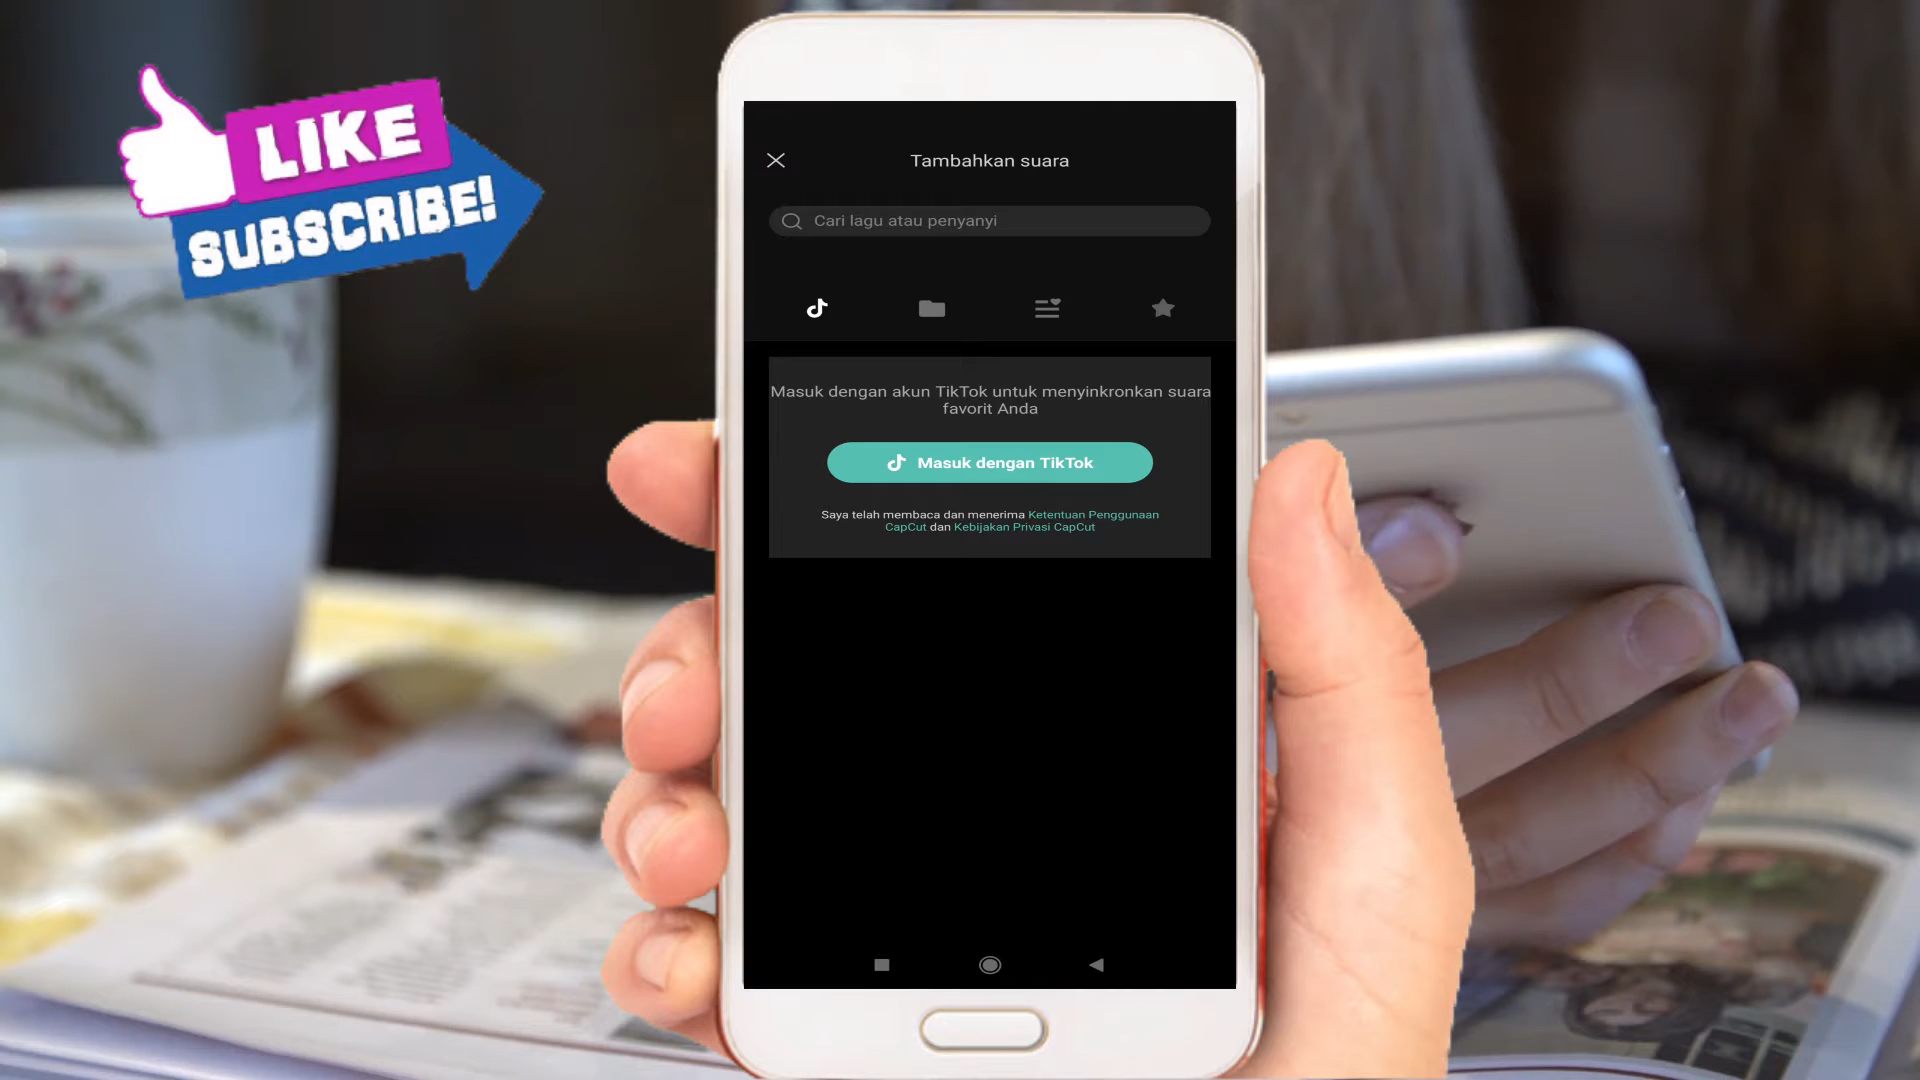 LIKE
SUBSCRIBE!
Tambahkan suara
Cari lagu atau penyanyi
Masuk dengan akun TikTok untuk menyinkronkan suara
favorit Anda
Masuk dengan TikTok
Saya telah membaca dan menerima Ketentuan Penggunaan
CapCut dan Kebijakan Privasi CapCut